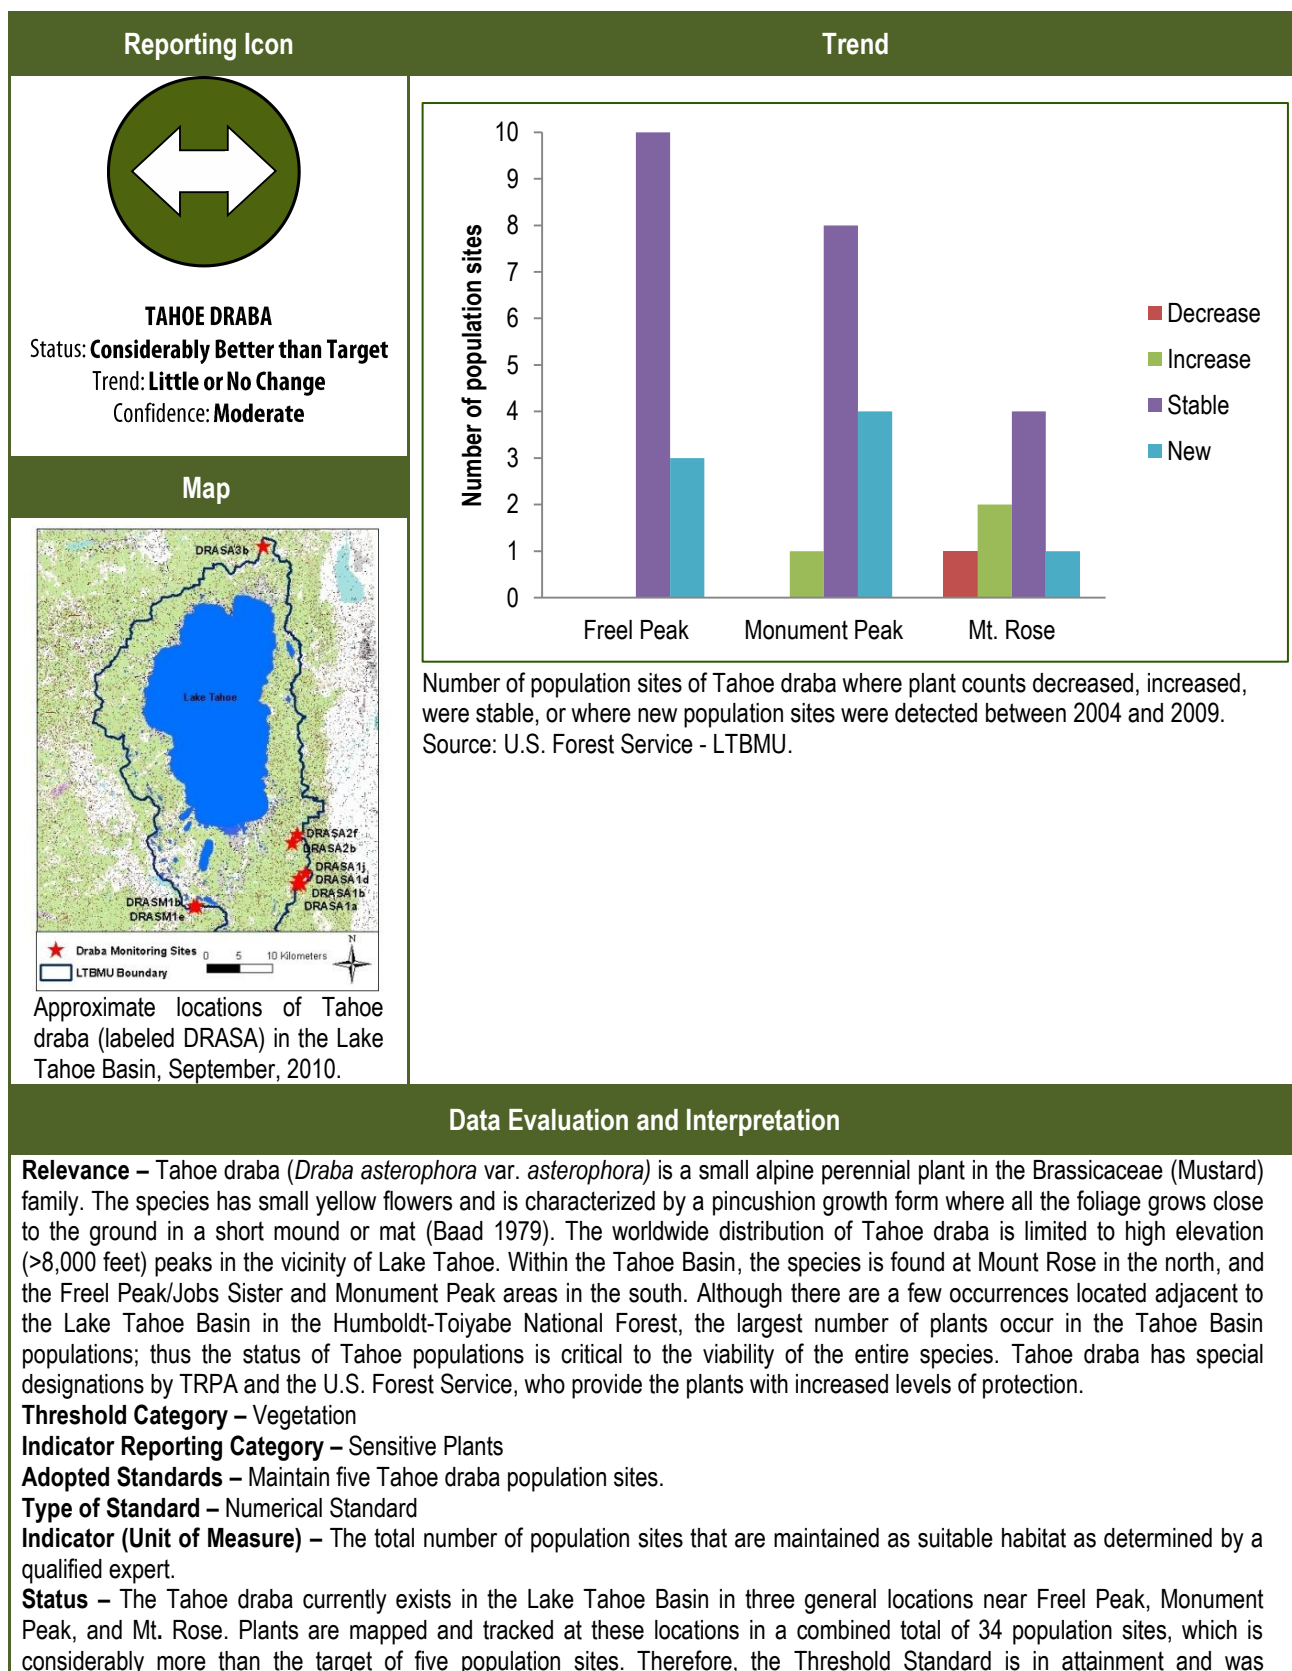 Reporting Icon
Trend
TAHOE DRABA
Status: Considerably Better than Target
Trend: Little or No Change
Confidence: Moderate
Map
DRASA3b
Lake Tahoe
DRASA2f
DRASA2b
DRASA1j
DRASA1d
DRASA1b
DRASA1a
DRASM1b
DRASM1e
Draba Monitoring Sites
LTBMU Boundary
0 5 10 Kilometers
N
Approximate locations of Tahoe
draba (labeled DRASA) in the Lake
Tahoe Basin, September, 2010.
Number of population sites
10
9
8
7
6
5
4
3
2
1
0
Freel Peak Monument Peak Mt. Rose
Decrease
Increase
Stable
New
Number of population sites of Tahoe draba where plant counts decreased, increased,
were stable, or where new population sites were detected between 2004 and 2009.
Source: U.S. Forest Service - LTBMU.
Data Evaluation and Interpretation
Relevance – Tahoe draba (Draba asterophora var. asterophora) is a small alpine perennial plant in the Brassicaceae (Mustard)
family. The species has small yellow flowers and is characterized by a pincushion growth form where all the foliage grows close
to the ground in a short mound or mat (Baad 1979). The worldwide distribution of Tahoe draba is limited to high elevation
(>8,000 feet) peaks in the vicinity of Lake Tahoe. Within the Tahoe Basin, the species is found at Mount Rose in the north, and
the Freel Peak/Jobs Sister and Monument Peak areas in the south. Although there are a few occurrences located adjacent to
the Lake Tahoe Basin in the Humboldt-Toiyabe National Forest, the largest number of plants occur in the Tahoe Basin
populations; thus the status of Tahoe populations is critical to the viability of the entire species. Tahoe draba has special
designations by TRPA and the U.S. Forest Service, who provide the plants with increased levels of protection.
Threshold Category – Vegetation
Indicator Reporting Category – Sensitive Plants
Adopted Standards – Maintain five Tahoe draba population sites.
Type of Standard – Numerical Standard
Indicator (Unit of Measure) – The total number of population sites that are maintained as suitable habitat as determined by a
qualified expert.
Status – The Tahoe draba currently exists in the Lake Tahoe Basin in three general locations near Freel Peak, Monument
Peak, and Mt. Rose. Plants are mapped and tracked at these locations in a combined total of 34 population sites, which is
considerably more than the target of five population sites. Therefore, the Threshold Standard is in attainment and was